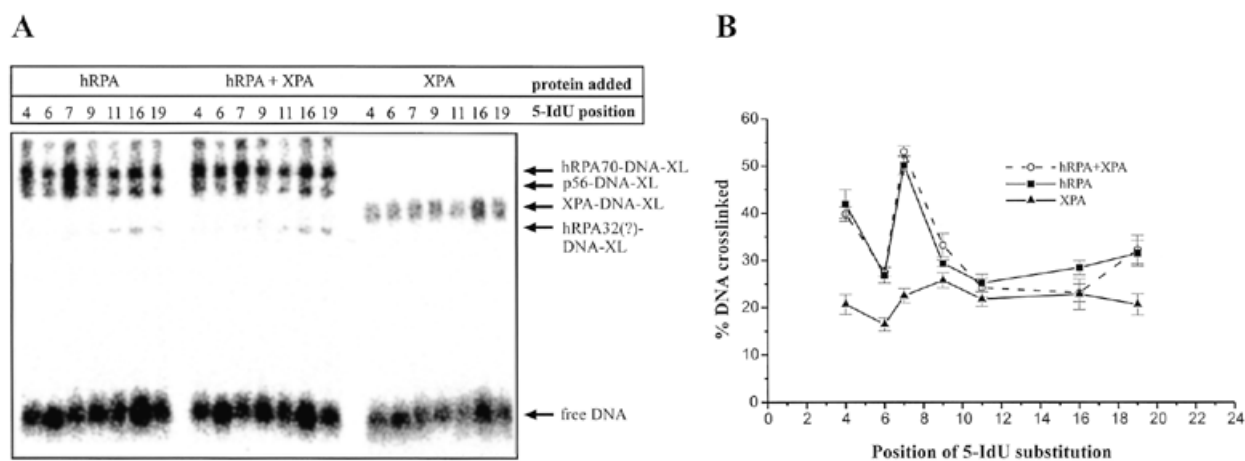 A
hRPA hRPA + XPA XPA protein added
4 6 7 9 11 16 19 4 6 7 9 11 16 19 4 6 7 9 11 16 19 5-IdU position
hRPA70-DNA-XL
p56-DNA-XL
XPA-DNA-XL
hRPA32(?)-
DNA-XL
free DNA
B
% DNA crosslinked
60
50
40
30
20
10
0
hRPA+XPA
hRPA
XPA
0 2 4 6 8 10 12 14 16 18 20 22 24
Position of 5-IdU substitution